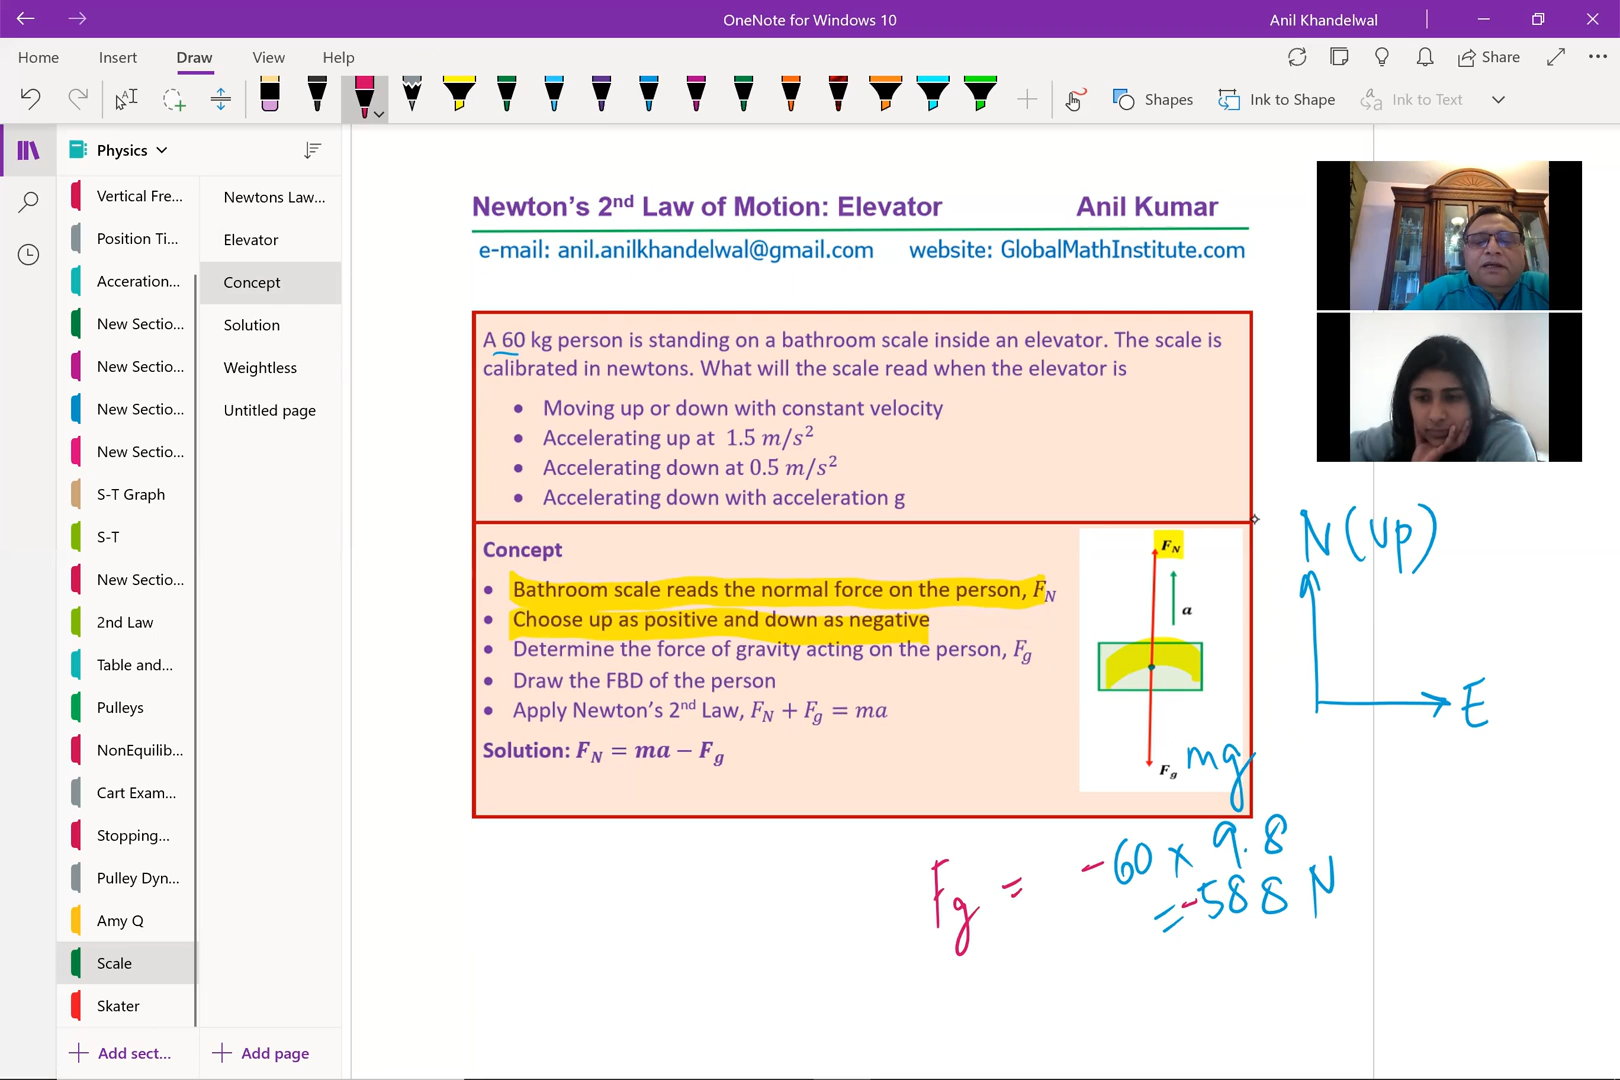 OneNote for Windows 10
Anil Khandelwal
Home Insert Draw View Help
Share
Shapes Ink to Shape Ink to Text
Physics
Vertical Fre...
Position Ti...
Acceration...
New Sectio...
New Sectio...
New Sectio...
New Sectio...
S-T Graph
S-T
New Sectio...
2nd Law
Table and...
Pulleys
NonEquilib...
Cart Exam...
Stopping...
Pulley Dyn...
Amy Q
Scale
Skater
Add sect...
Newtons Law...
Elevator
Concept
Solution
Weightless
Untitled page
Add page
Newton's 2nd Law of Motion: Elevator Anil Kumar
e-mail: anil.anilkhandelwal@gmail.com website: GlobalMathInstitute.com
A 60 kg person is standing on a bathroom scale inside an elevator. The scale is
calibrated in newtons. What will the scale read when the elevator is
• Moving up or down with constant velocity
• Accelerating up at 1.5 m/s²
• Accelerating down at 0.5 m/s²
• Accelerating down with acceleration g
Concept
• Bathroom scale reads the normal force on the person, F_N
• Choose up as positive and down as negative
• Determine the force of gravity acting on the person, F_g
• Draw the FBD of the person
• Apply Newton's 2nd Law, F_N + F_g = ma
Solution: F_N = ma − F_g
F_N
a
F_g mg
N (up)
E
F_g = -60 x 9.8
= -588 N